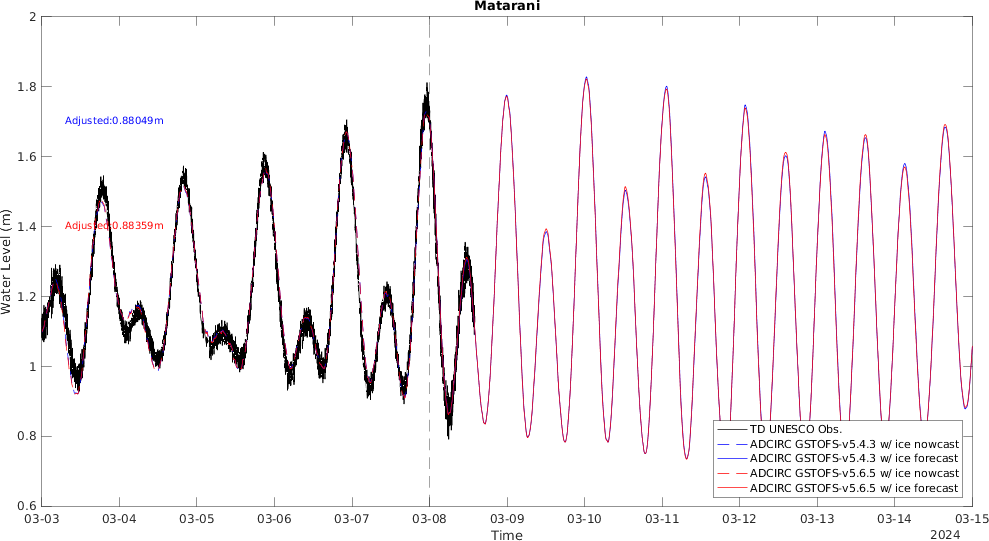 Matarani
2
1.8
1.6
1.4
1.2
1
0.8
0.6
Water Level (m)
Adjusted:0.88049m
Adjusted:0.88359m
TD UNESCO Obs.
ADCIRC GSTOFS-v5.4.3 w/ ice nowcast
ADCIRC GSTOFS-v5.4.3 w/ ice forecast
ADCIRC GSTOFS-v5.6.5 w/ ice nowcast
ADCIRC GSTOFS-v5.6.5 w/ ice forecast
03-03 03-04 03-05 03-06 03-07 03-08 03-09 03-10 03-11 03-12 03-13 03-14 03-15
Time
2024